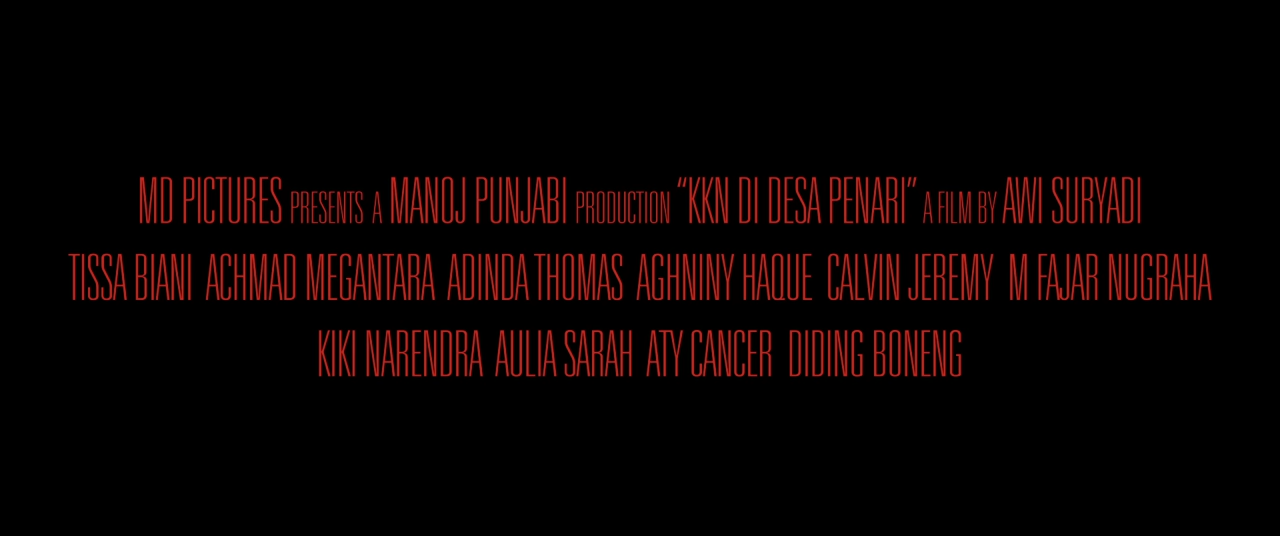 MD PICTURES PRESENTS A MANOJ PUNJABI PRODUCTION “KKN DI DESA PENARI” A FILM BY AWI SURYADI
TISSA BIANI ACHMAD MEGANTARA ADINDA THOMAS AGHNINY HAQUE CALVIN JEREMY M FAJAR NUGRAHA
KIKI NARENDRA AULIA SARAH ATY CANCER DIDING BONENG